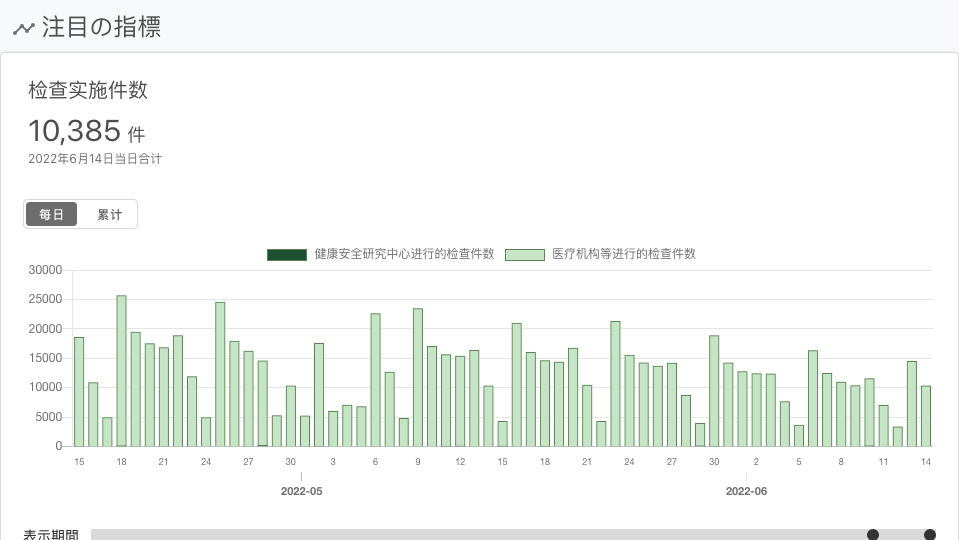 注目の指標
检查实施件数
10,385 件
2022年6月14日当日合计
每日 累计
健康安全研究中心进行的检查件数 医疗机构等进行的检查件数
30000
25000
20000
15000
10000
5000
0
15 18 21 24 27 30 3 6 9 12 15 18 21 24 27 30 2 5 8 11 14
2022-05 2022-06
表示期間